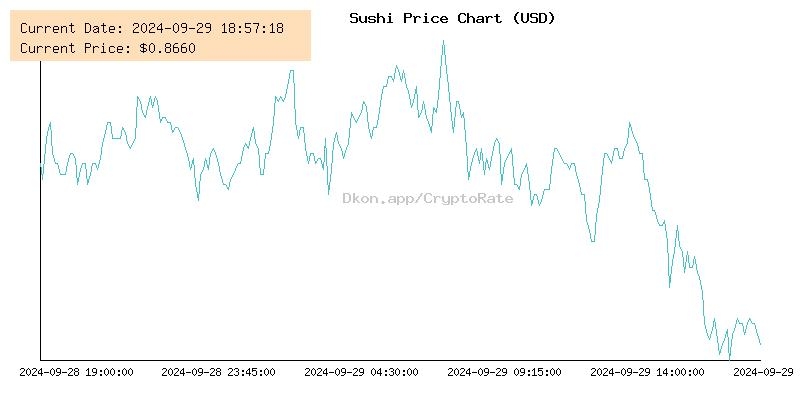 Sushi Price Chart (USD)
Current Date: 2024-09-29 18:57:18
Current Price: $0.8660
Dkon.app/CryptoRate
2024-09-28 19:00:00 2024-09-28 23:45:00 2024-09-29 04:30:00 2024-09-29 09:15:00 2024-09-29 14:00:00 2024-09-29